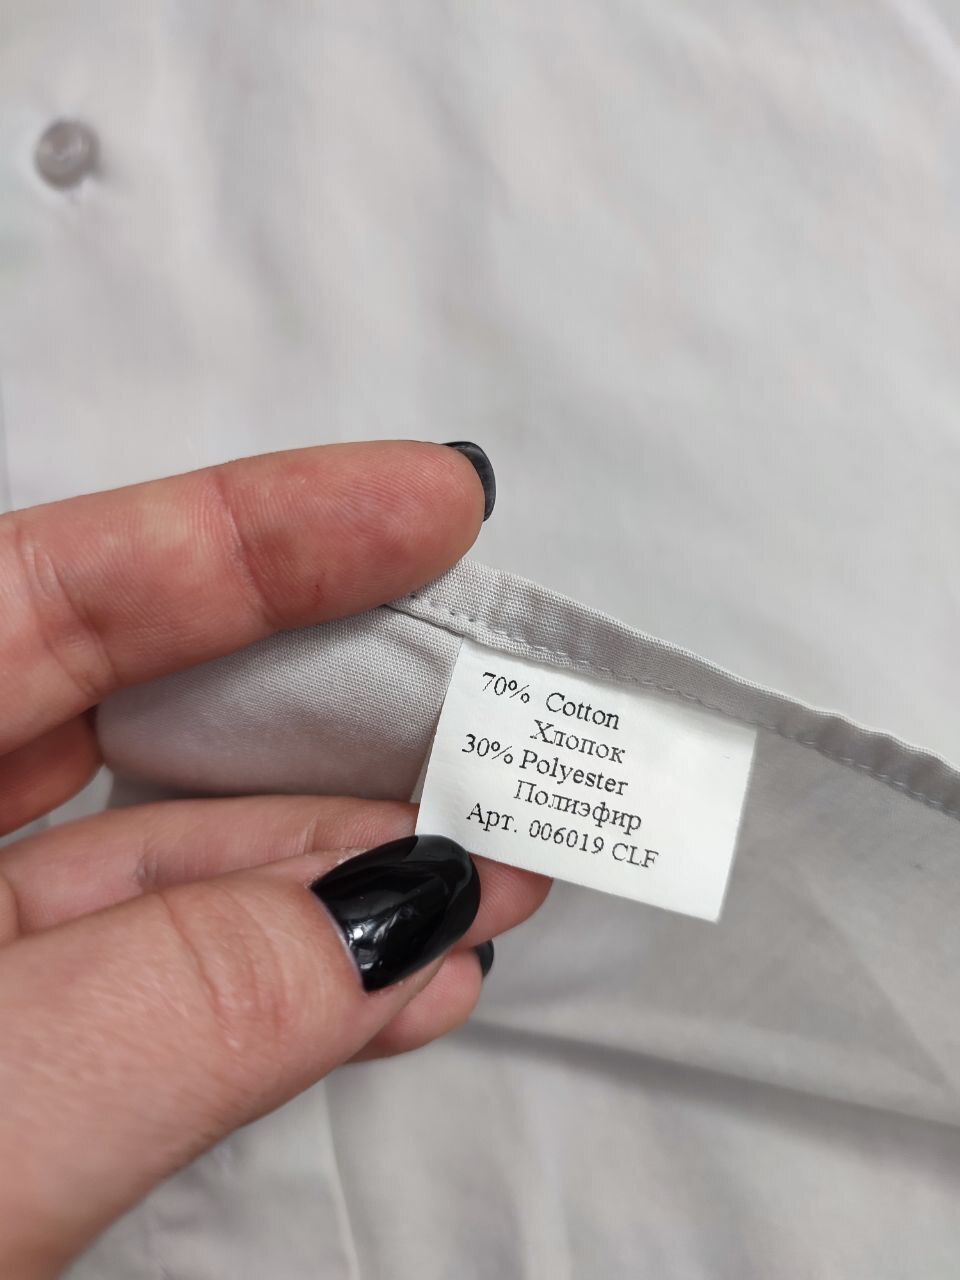 70% Cotton
Хлопок
30% Polyester
Полиэфир
Арт. 006019 CLF